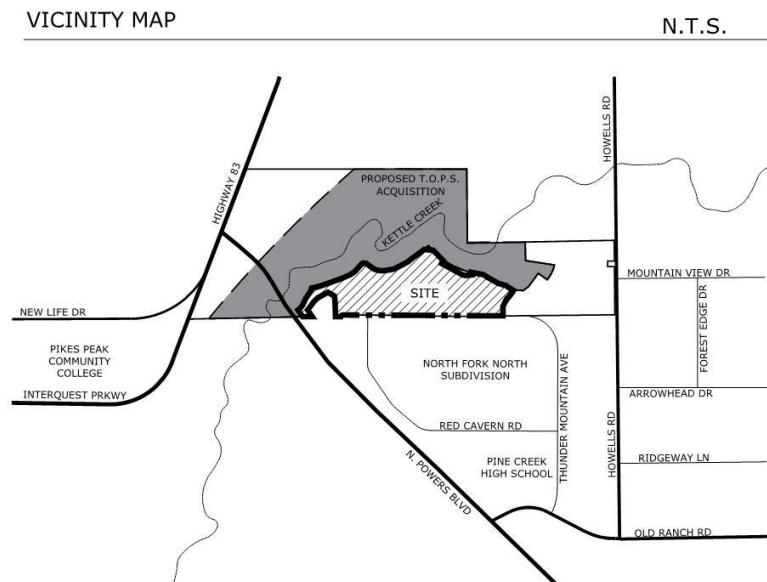 VICINITY MAP
N.T.S.
HOWELLS RD
HIGHWAY 83
PROPOSED T.O.P.S.
ACQUISITION
KETTLE CREEK
MOUNTAIN VIEW DR
SITE
FOREST EDGE DR
NEW LIFE DR
PIKES PEAK
COMMUNITY
COLLEGE
INTERQUEST PRKWY
NORTH FORK NORTH
SUBDIVISION
THUNDER MOUNTAIN AVE
ARROWHEAD DR
RED CAVERN RD
HOWELLS RD
N. POWERS BLVD
PINE CREEK
HIGH SCHOOL
RIDGEWAY LN
OLD RANCH RD